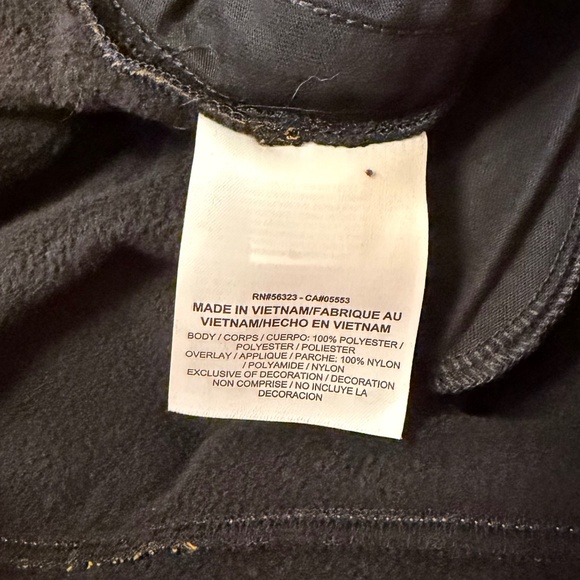 RN#56323 - CA#05553
MADE IN VIETNAM/FABRIQUE AU
VIETNAM/HECHO EN VIETNAM
BODY / CORPS / CUERPO: 100% POLYESTER /
POLYESTER / POLIESTER
OVERLAY / APPLIQUE / PARCHE: 100% NYLON
/ POLYAMIDE / NYLON
EXCLUSIVE OF DECORATION / DECORATION
NON COMPRISE / NO INCLUYE LA
DECORACION